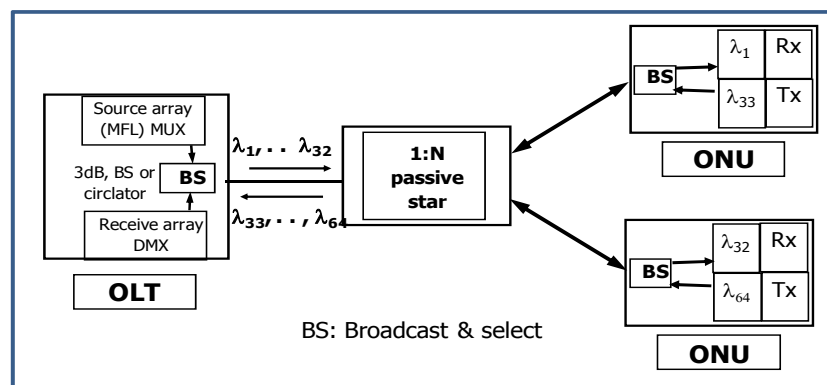 Source array
(MFL) MUX
3dB, BS or
circlator
BS
Receive array
DMX
OLT
λ1,. . λ32
λ33,. . , λ64
1:N
passive
star
BS
λ1
Rx
λ33
Tx
ONU
BS
λ32
Rx
λ64
Tx
ONU
BS: Broadcast & select